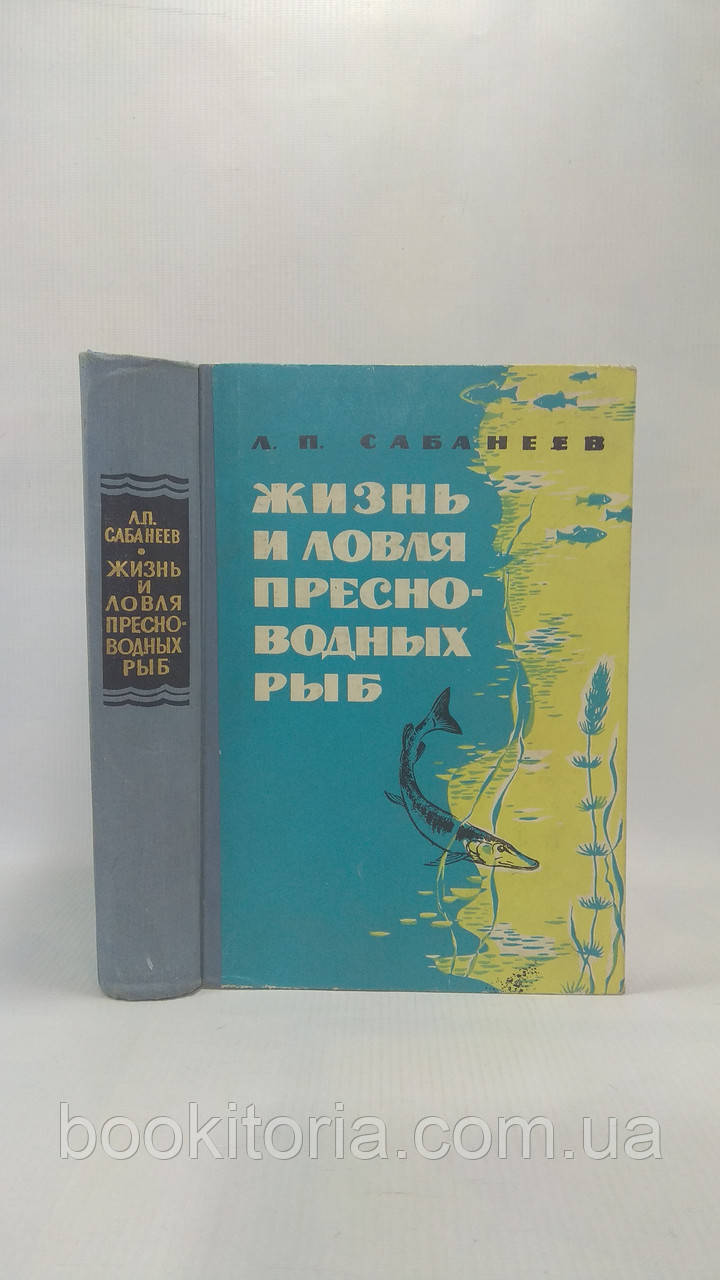 Л. П. САБАНЕЕВ
ЖИЗНЬ
И ЛОВЛЯ
ПРЕСНО-
ВОДНЫХ
РЫБ
Л.П.
САБАНЕЕВ
•
ЖИЗНЬ
И
ЛОВЛЯ
ПРЕСНО-
ВОДНЫХ
РЫБ
bookitoria.com.ua